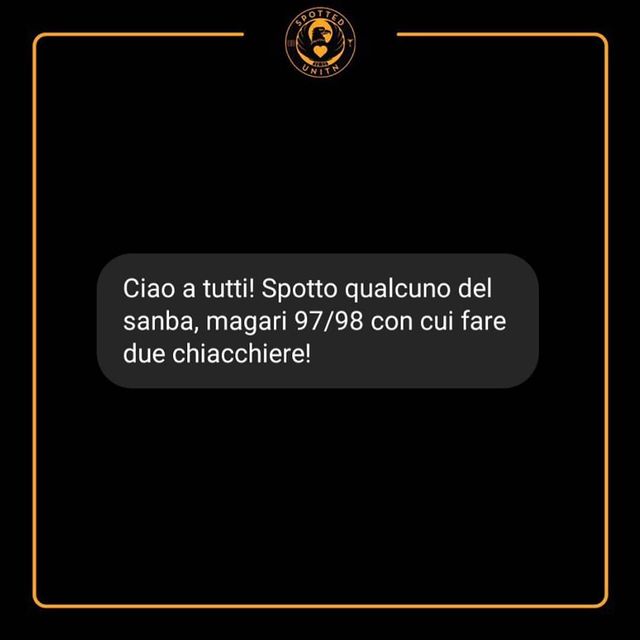 SPOTTED
UNITN
Ciao a tutti! Spotto qualcuno del
sanba, magari 97/98 con cui fare
due chiacchiere!